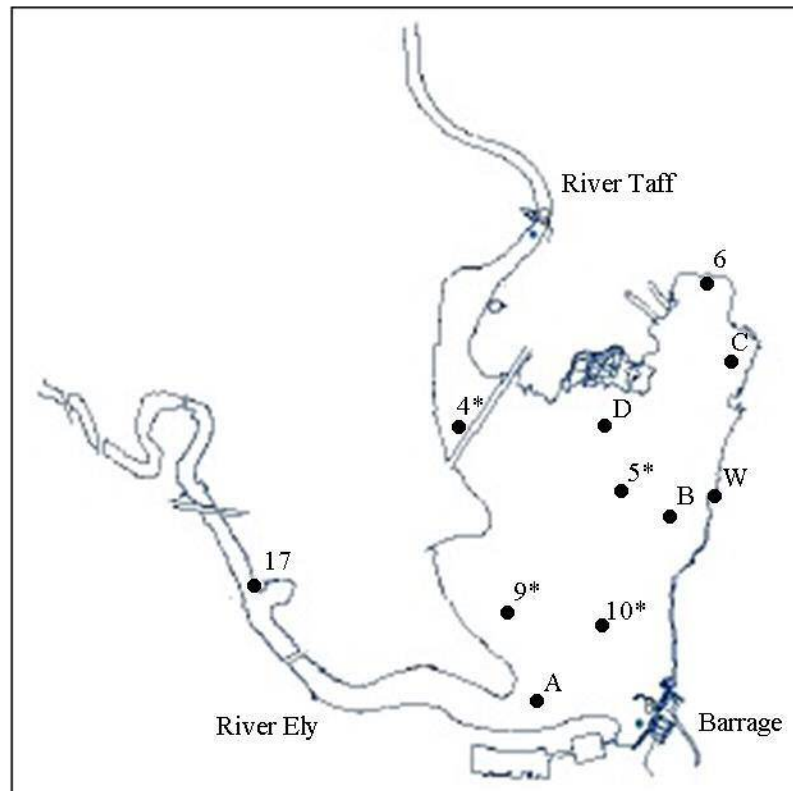 River Taff
6
C
4*
D
5*
B
W
17
9*
10*
A
River Ely
Barrage